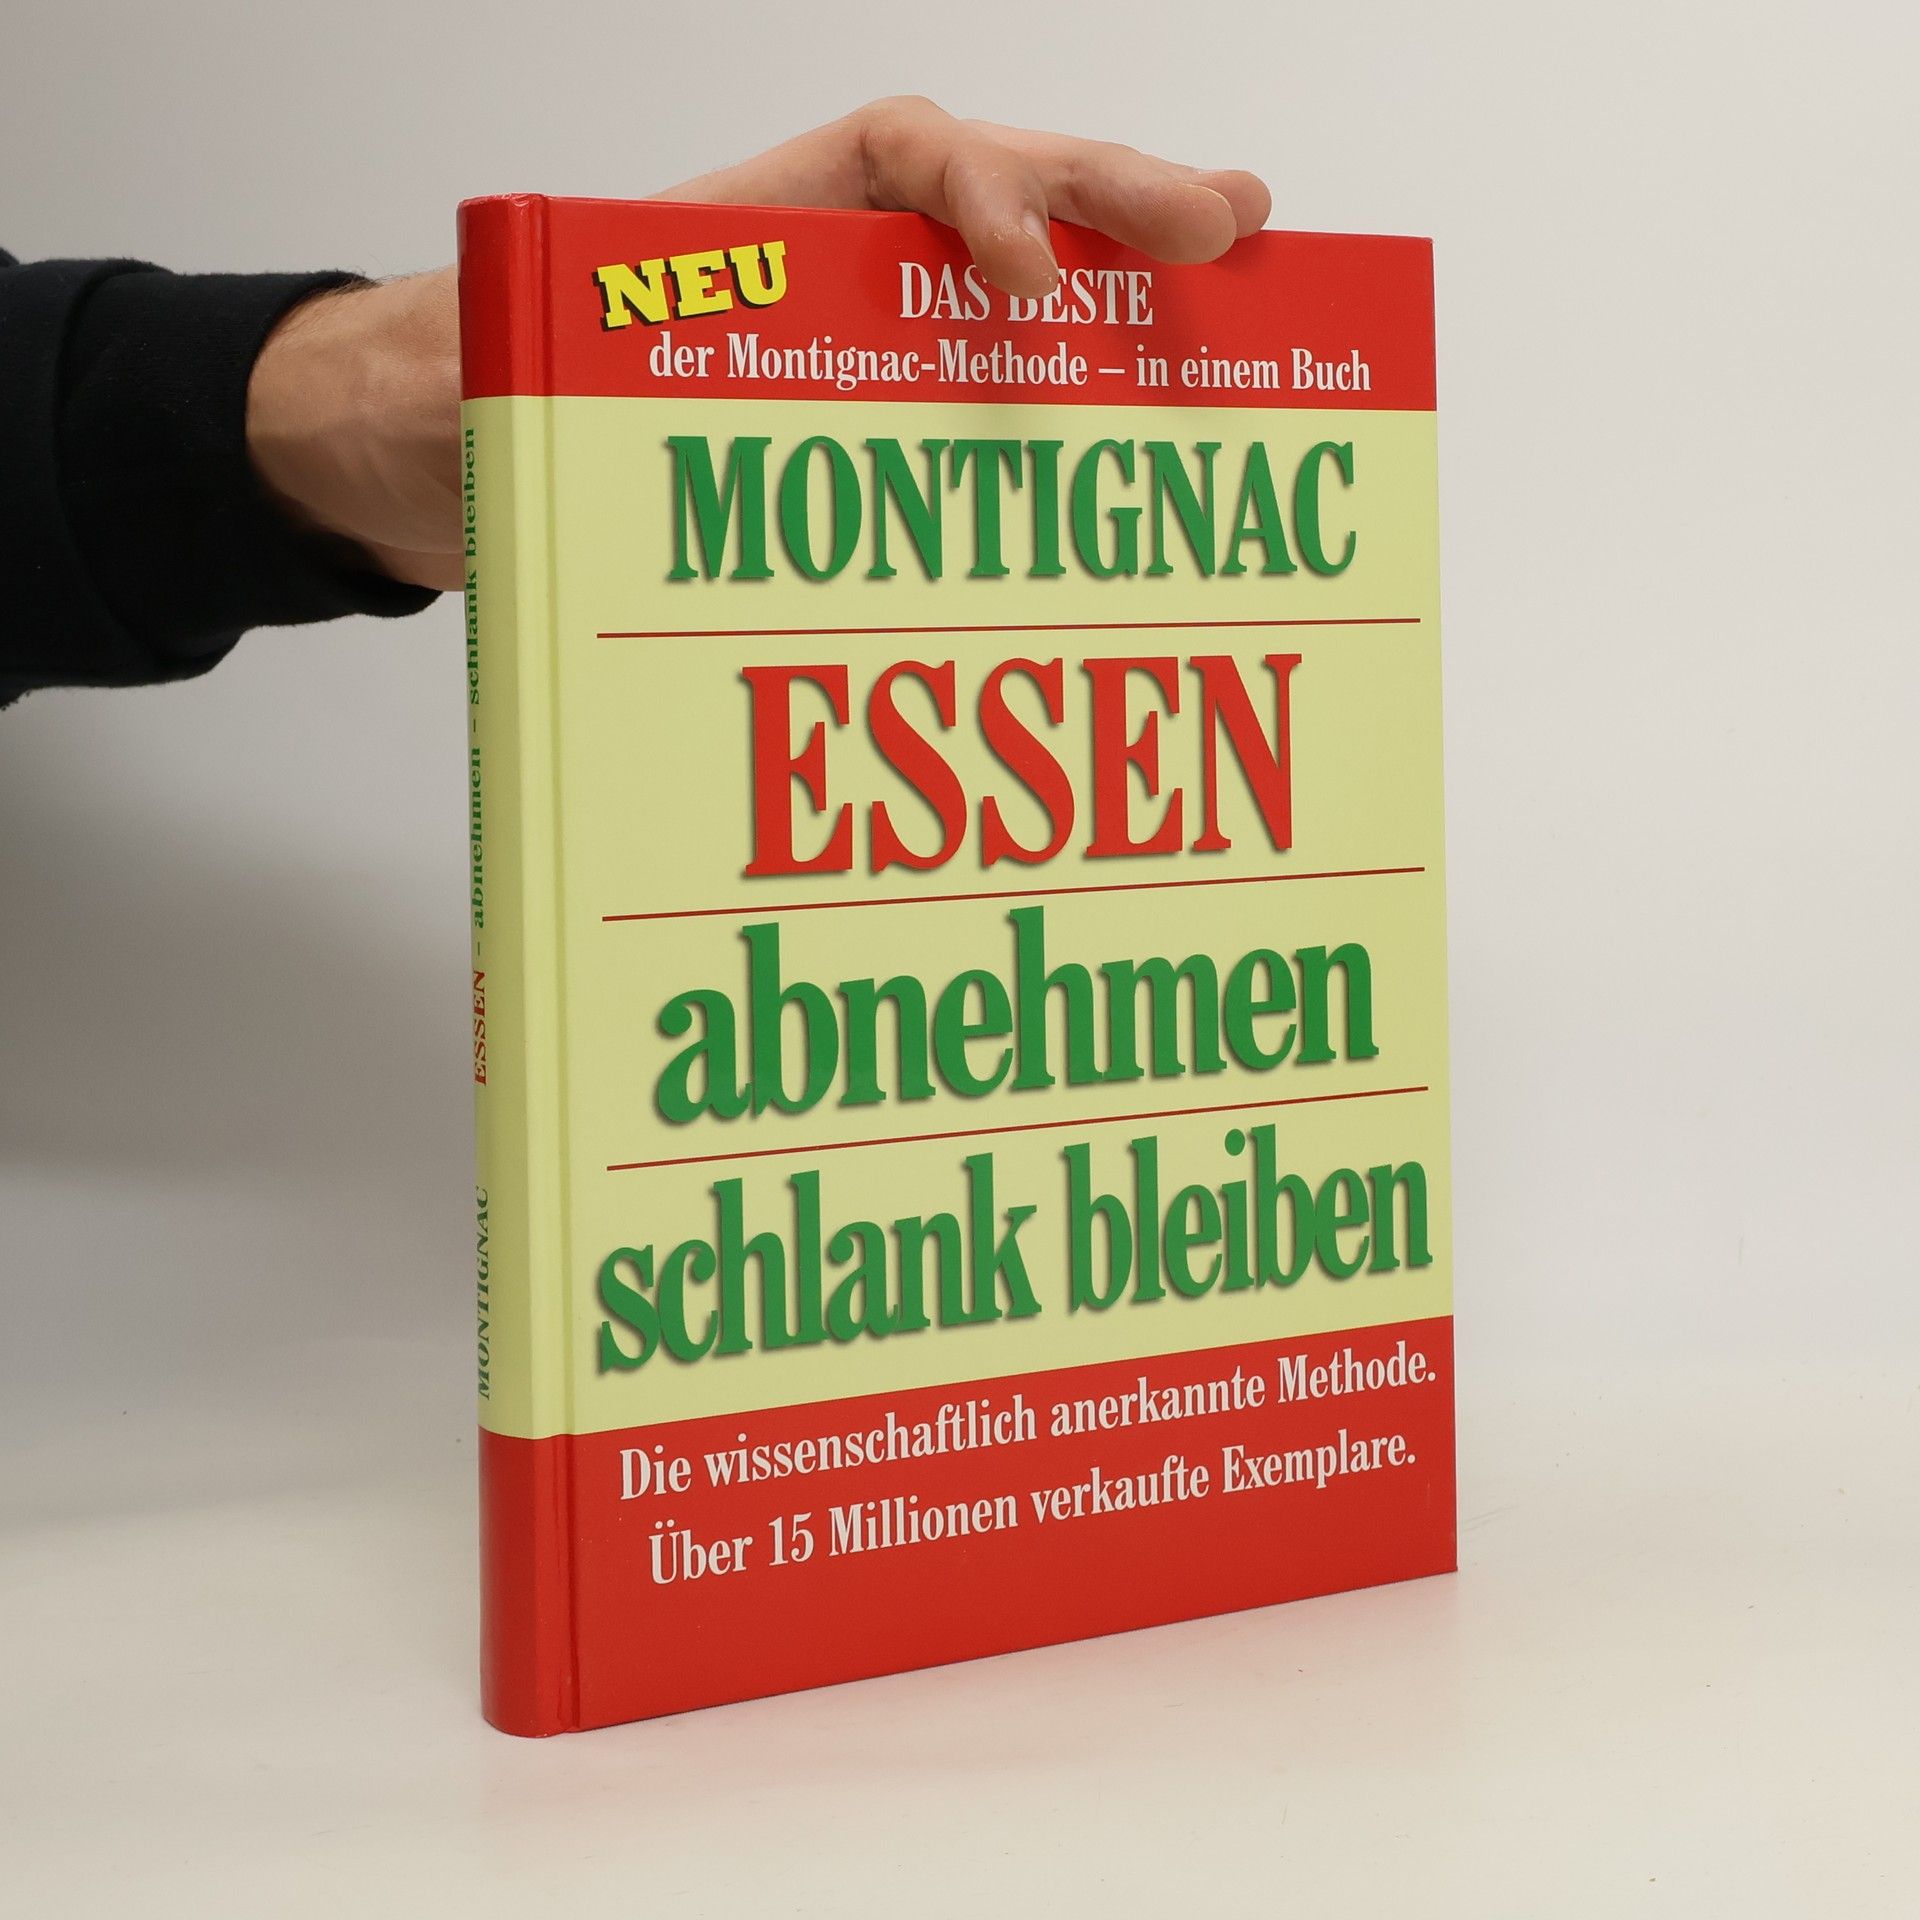 NEU
DAS BESTE
der Montignac-Methode – in einem Buch
MONTIGNAC
ESSEN
abnehmen
schlank bleiben
Die wissenschaftlich anerkannte Methode.
Über 15 Millionen verkaufte Exemplare.
MONTIGNAC ESSEN – abnehmen – schlank bleiben